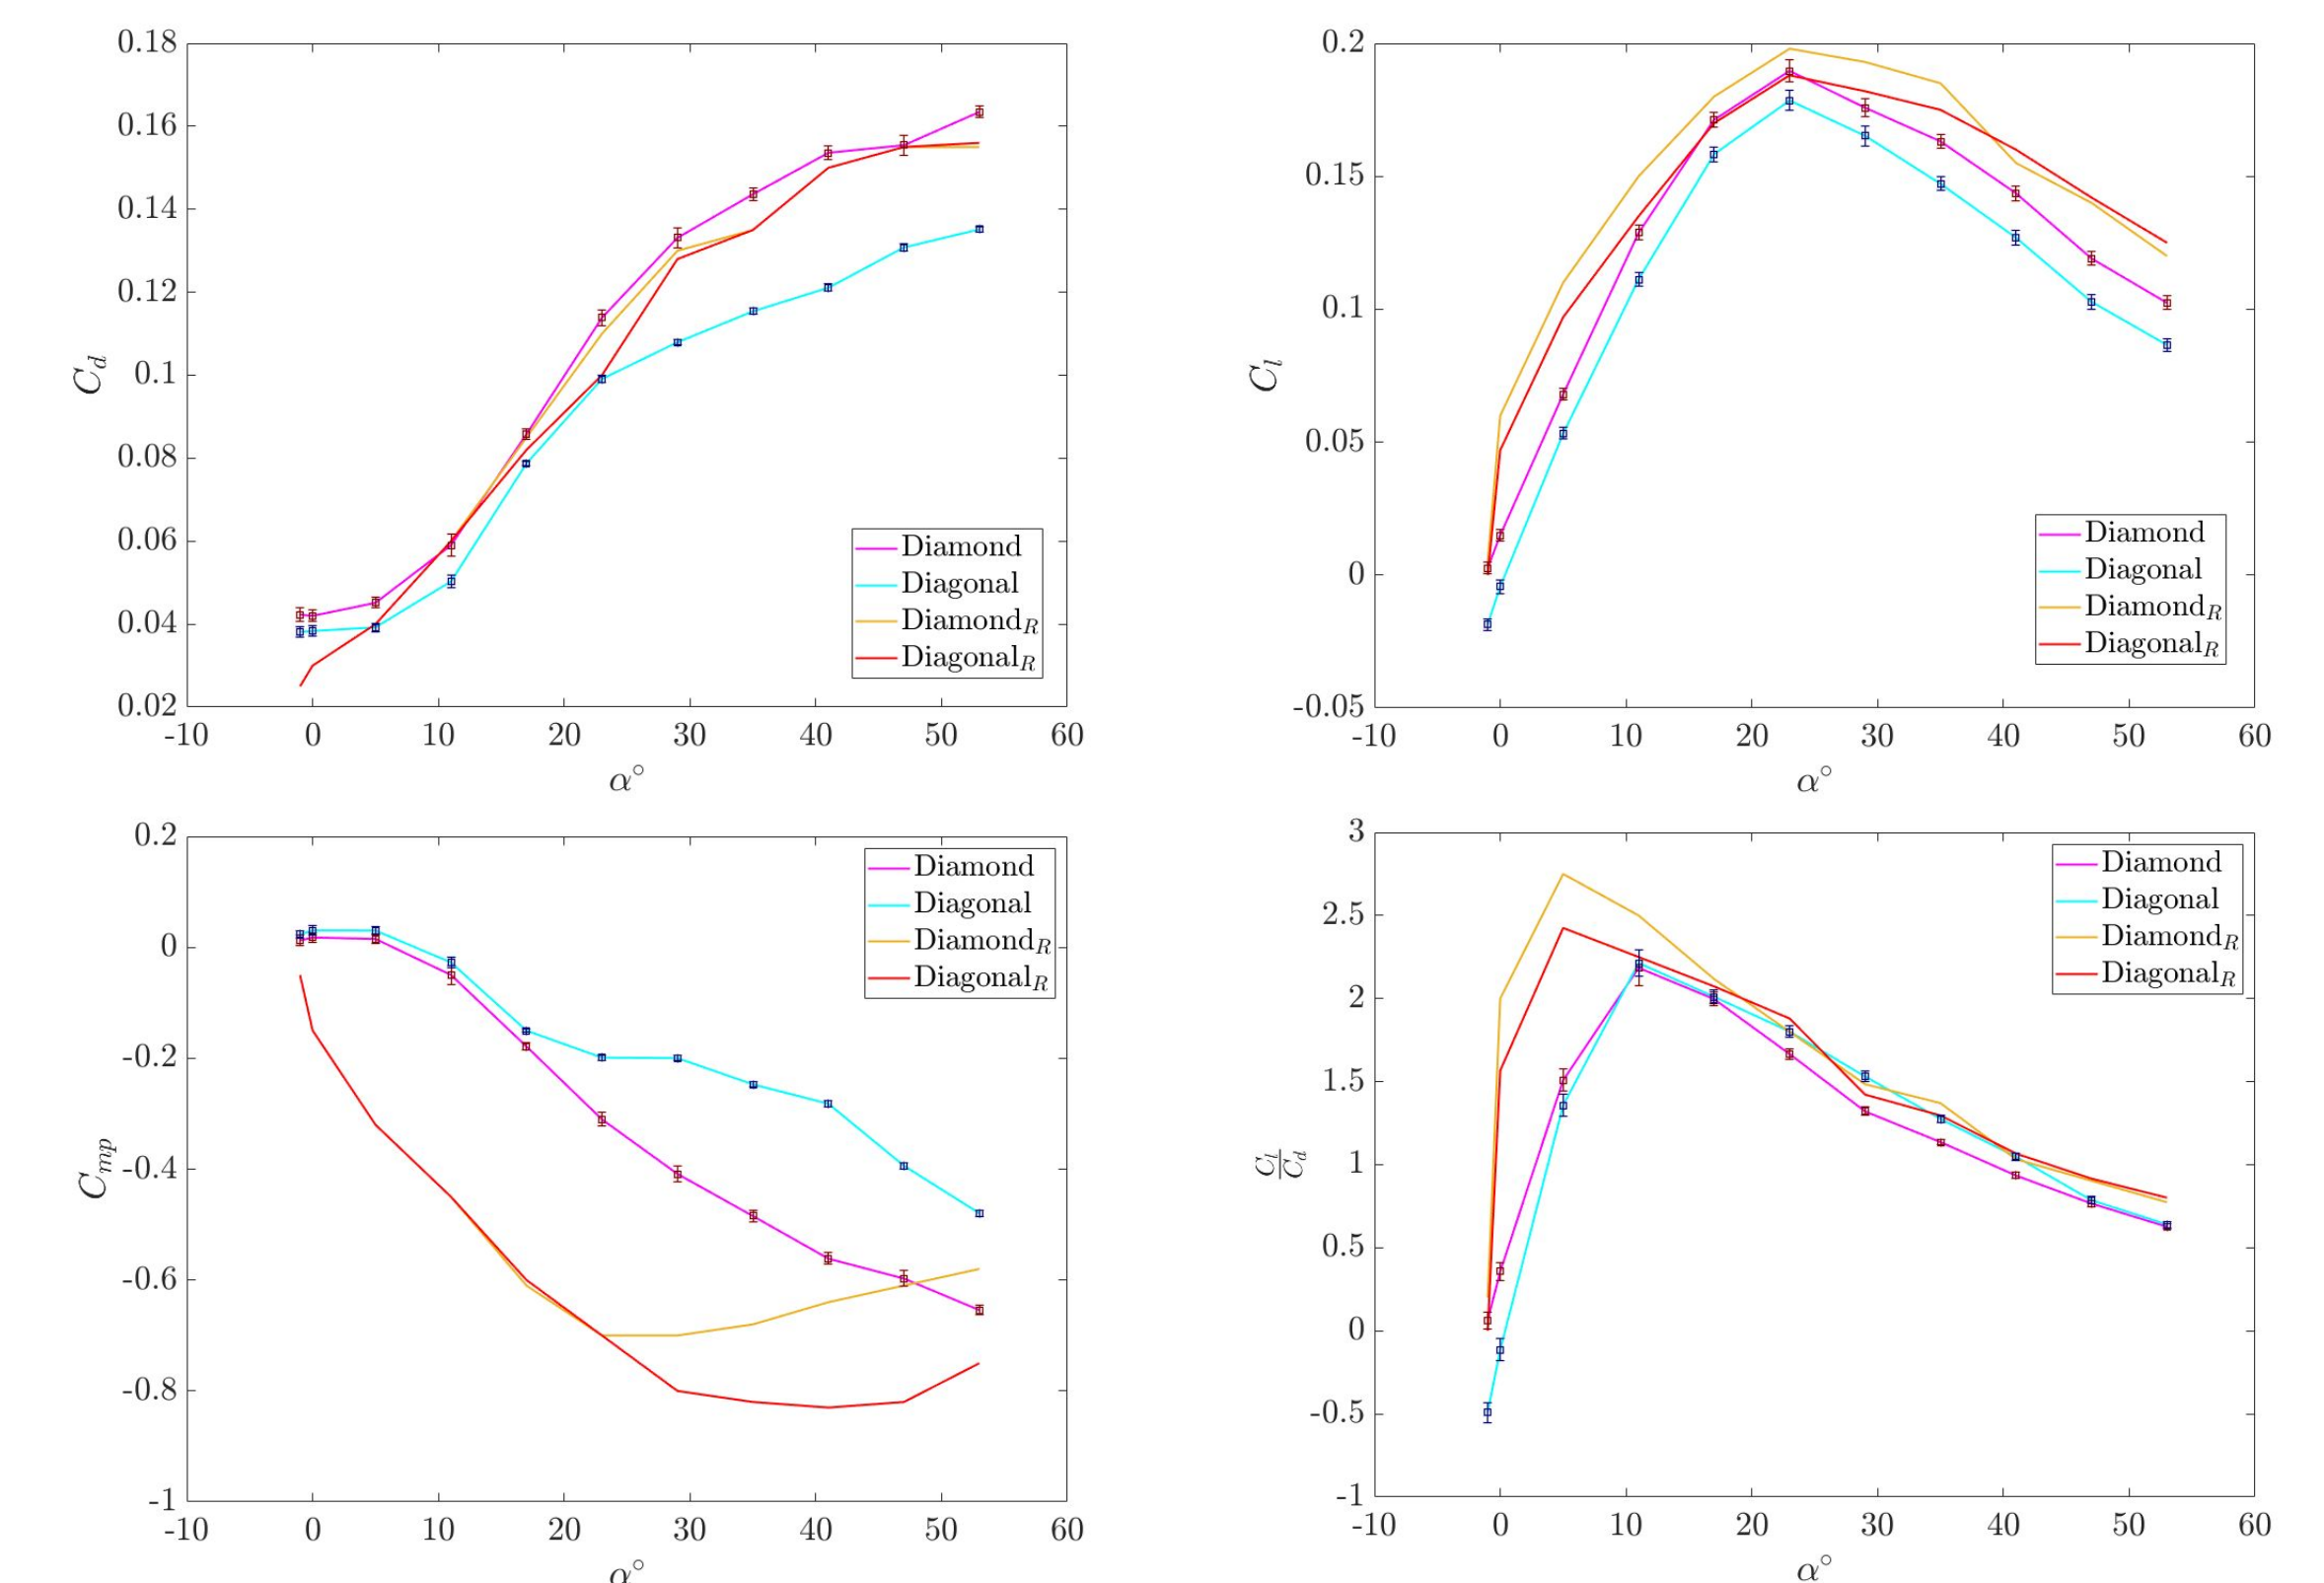 0.18
0.16
0.14
0.12
0.1
0.08
0.06
0.04
0.02
C_d
-10 0 10 20 30 40 50 60
α°
Diamond
Diagonal
Diamond_R
Diagonal_R
0.2
0.15
0.1
0.05
0
-0.05
C_l
-10 0 10 20 30 40 50 60
α°
Diamond
Diagonal
Diamond_R
Diagonal_R
0.2
0
-0.2
-0.4
-0.6
-0.8
-1
C_mp
-10 0 10 20 30 40 50 60
α°
Diamond
Diagonal
Diamond_R
Diagonal_R
3
2.5
2
1.5
1
0.5
0
-0.5
-1
C_l
C_d
-10 0 10 20 30 40 50 60
α°
Diamond
Diagonal
Diamond_R
Diagonal_R